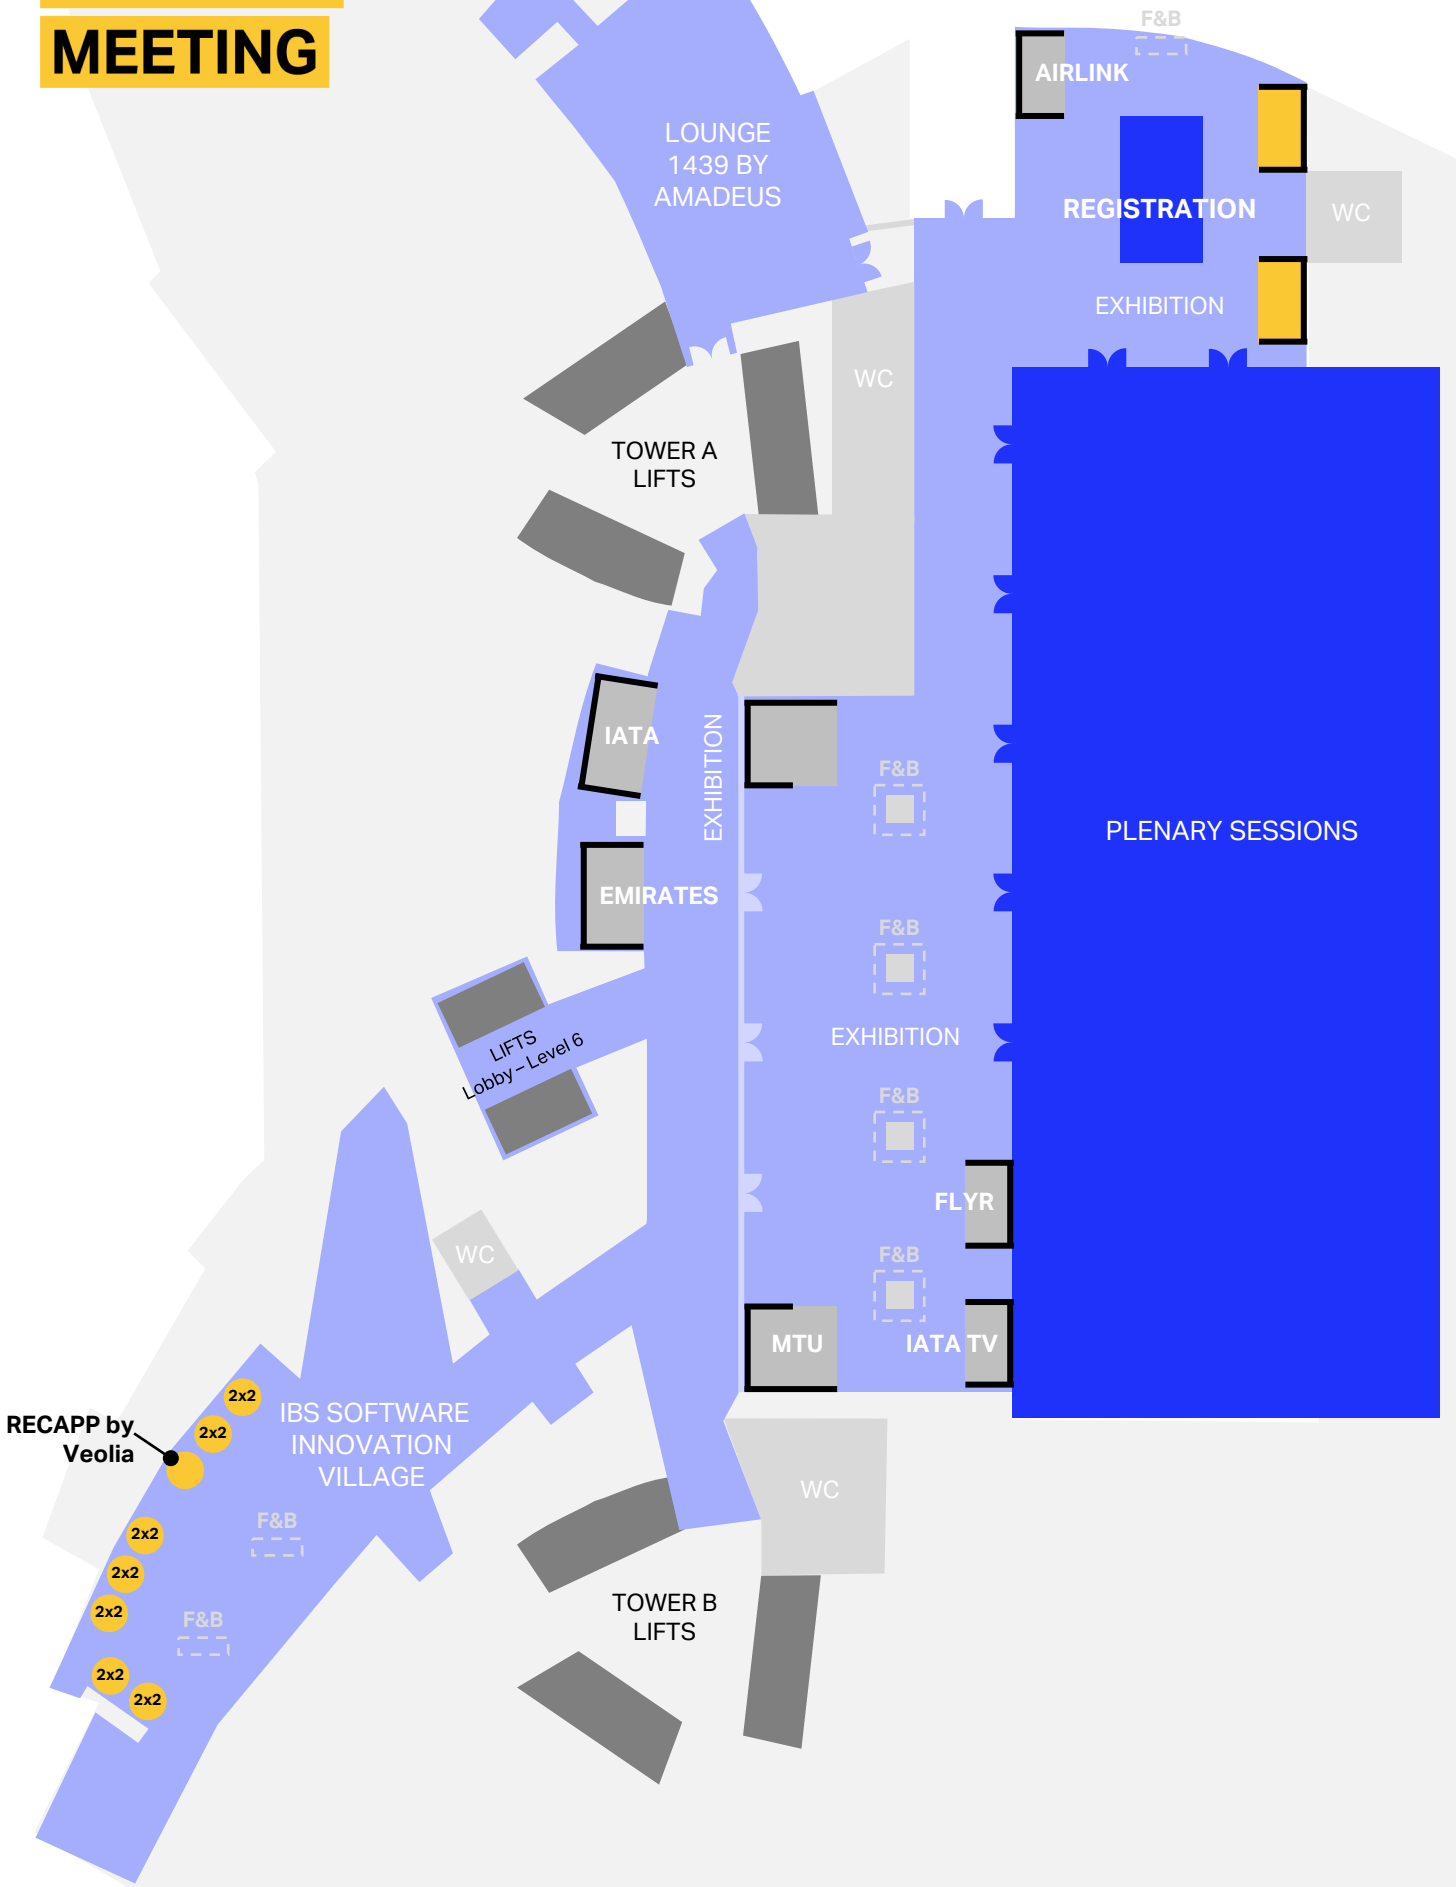 MEETING
F&B
AIRLINK
LOUNGE
1439 BY
AMADEUS
REGISTRATION
WC
EXHIBITION
WC
TOWER A
LIFTS
IATA
EXHIBITION
F&B
PLENARY SESSIONS
EMIRATES
F&B
LIFTS
Lobby – Level 6
EXHIBITION
F&B
FLYR
WC
F&B
MTU
IATA TV
2x2
2x2
RECAPP by
Veolia
IBS SOFTWARE
INNOVATION
VILLAGE
WC
F&B
2x2
2x2
2x2
F&B
TOWER B
LIFTS
2x2
2x2